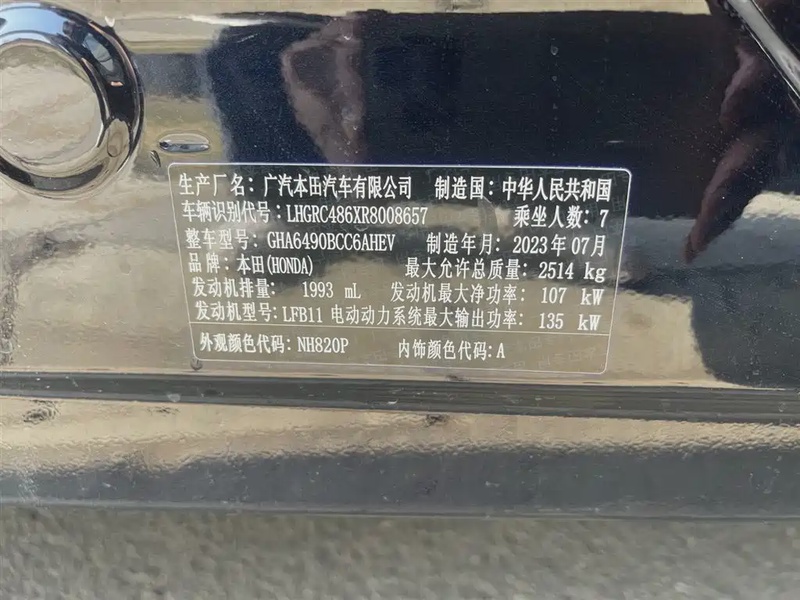 生产厂名：广汽本田汽车有限公司 制造国：中华人民共和国
车辆识别代号：LHGRC486XR8008657 乘坐人数：7
整车型号：GHA6490BCC6AHEV 制造年月：2023年07月
品牌：本田(HONDA) 最大允许总质量：2514 kg
发动机排量：1993 mL 发动机最大净功率：107 kW
发动机型号：LFB11 电动动力系统最大输出功率：135 kW
外观颜色代码：NH820P 内饰颜色代码：A